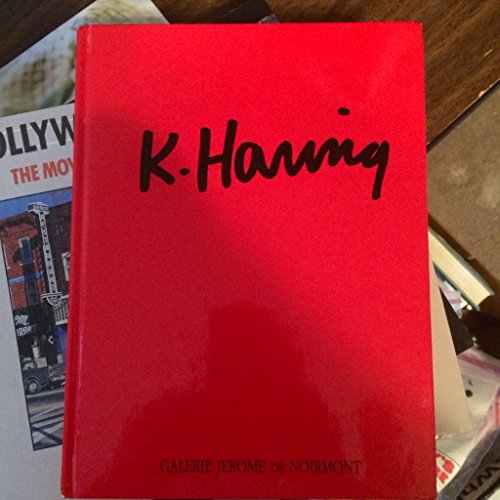 K. Haring
GALERIE JEROME DE NOIRMONT
OLLYW
THE MOV